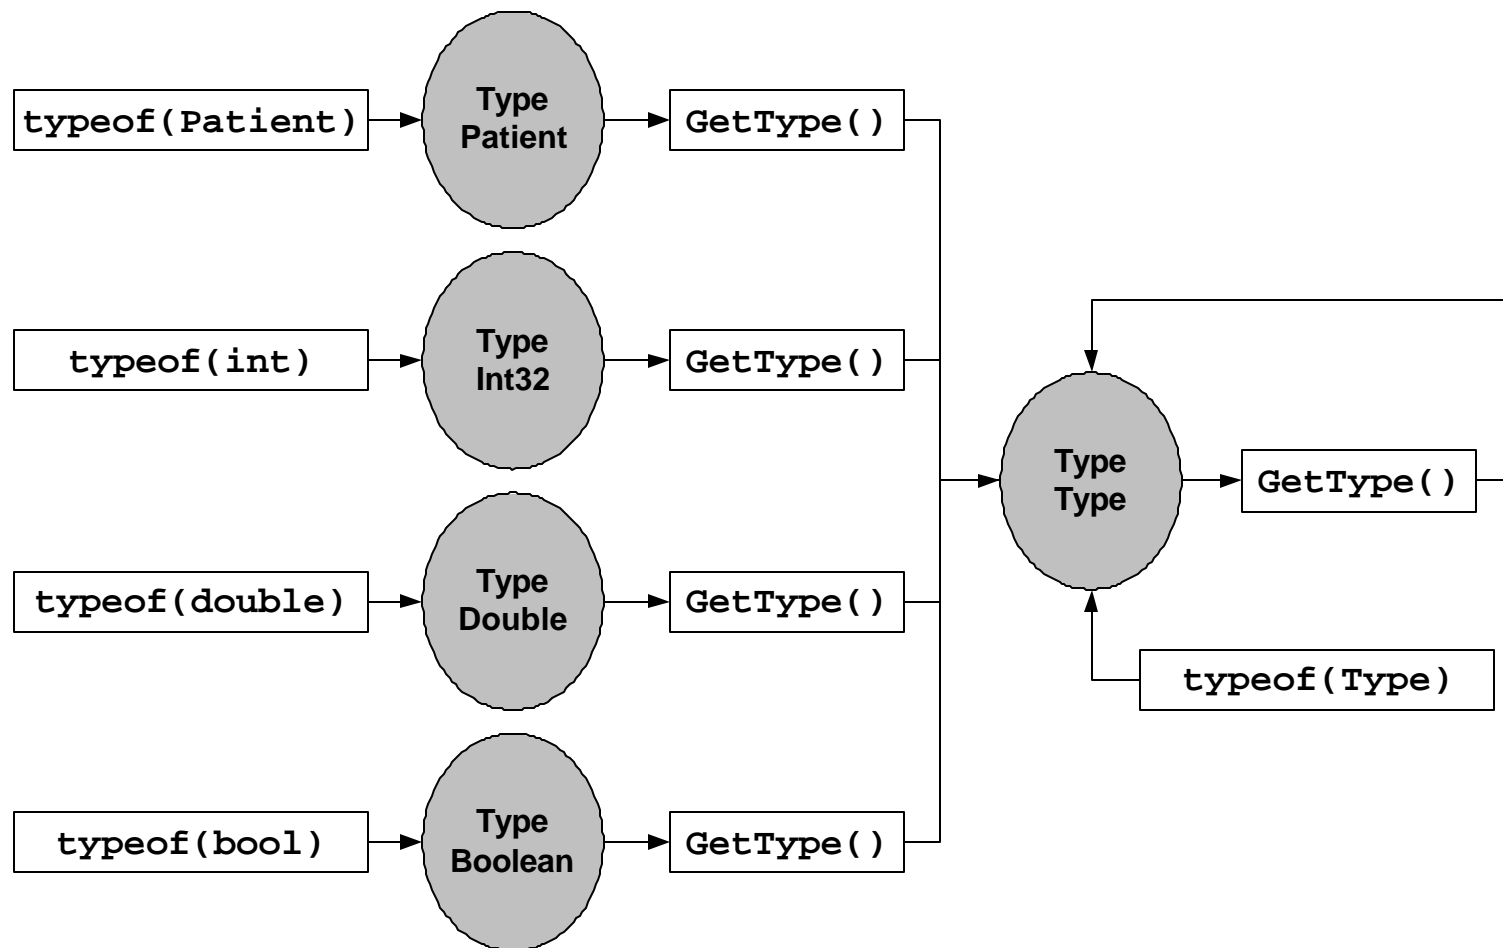 typeof(Patient)
Type
Patient
GetType()
typeof(int)
Type
Int32
GetType()
typeof(double)
Type
Double
GetType()
typeof(bool)
Type
Boolean
GetType()
Type
Type
GetType()
typeof(Type)